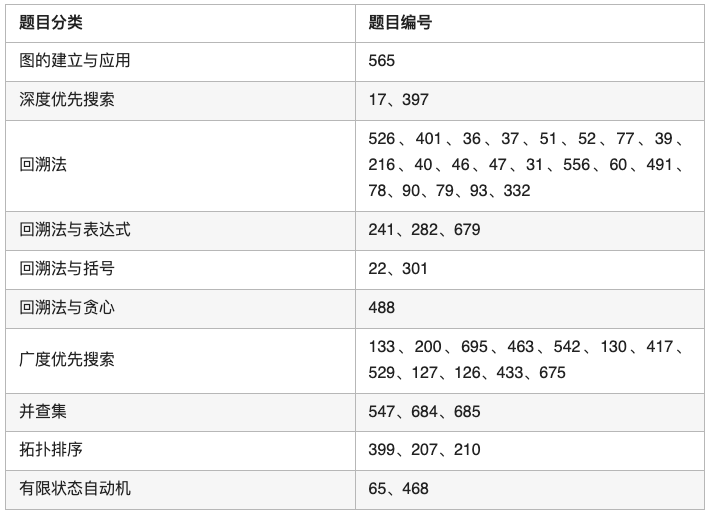 题目分类 题目编号
图的建立与应用 565
深度优先搜索 17、397
回溯法 526、401、36、37、51、52、77、39、
216、40、46、47、31、556、60、491、
78、90、79、93、332
回溯法与表达式 241、282、679
回溯法与括号 22、301
回溯法与贪心 488
广度优先搜索 133、200、695、463、542、130、417、
529、127、126、433、675
并查集 547、684、685
拓扑排序 399、207、210
有限状态自动机 65、468